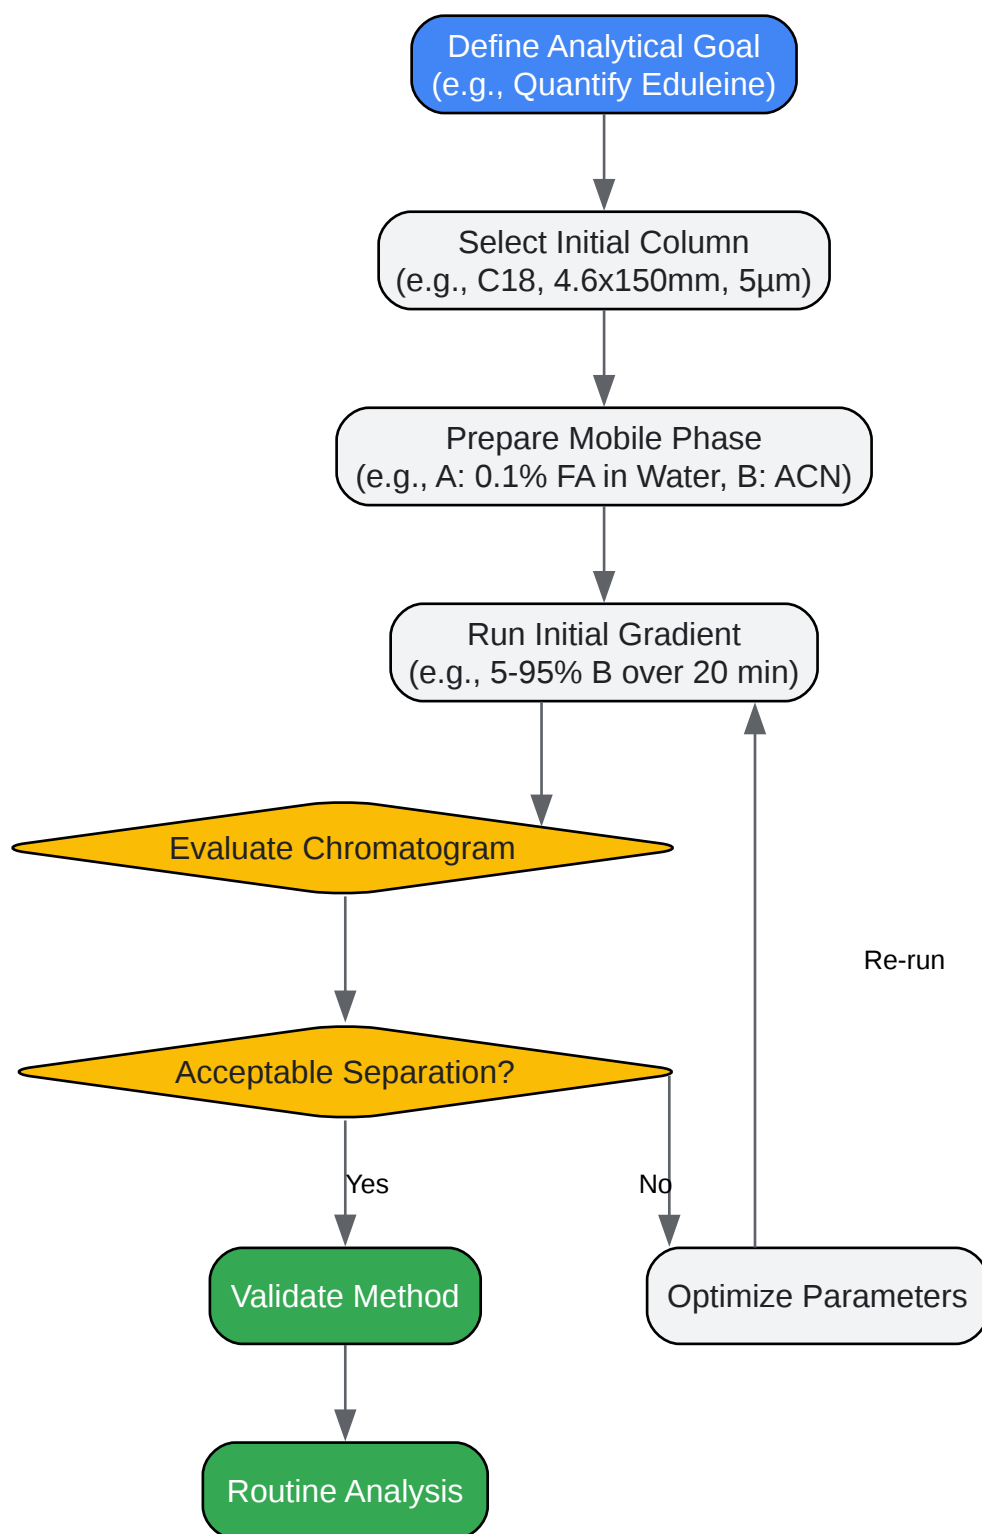 Define Analytical Goal
(e.g., Quantify Eduleine)
Select Initial Column
(e.g., C18, 4.6x150mm, 5µm)
Prepare Mobile Phase
(e.g., A: 0.1% FA in Water, B: ACN)
Run Initial Gradient
(e.g., 5-95% B over 20 min)
Evaluate Chromatogram
Re-run
Acceptable Separation?
Yes
No
Validate Method
Optimize Parameters
Routine Analysis